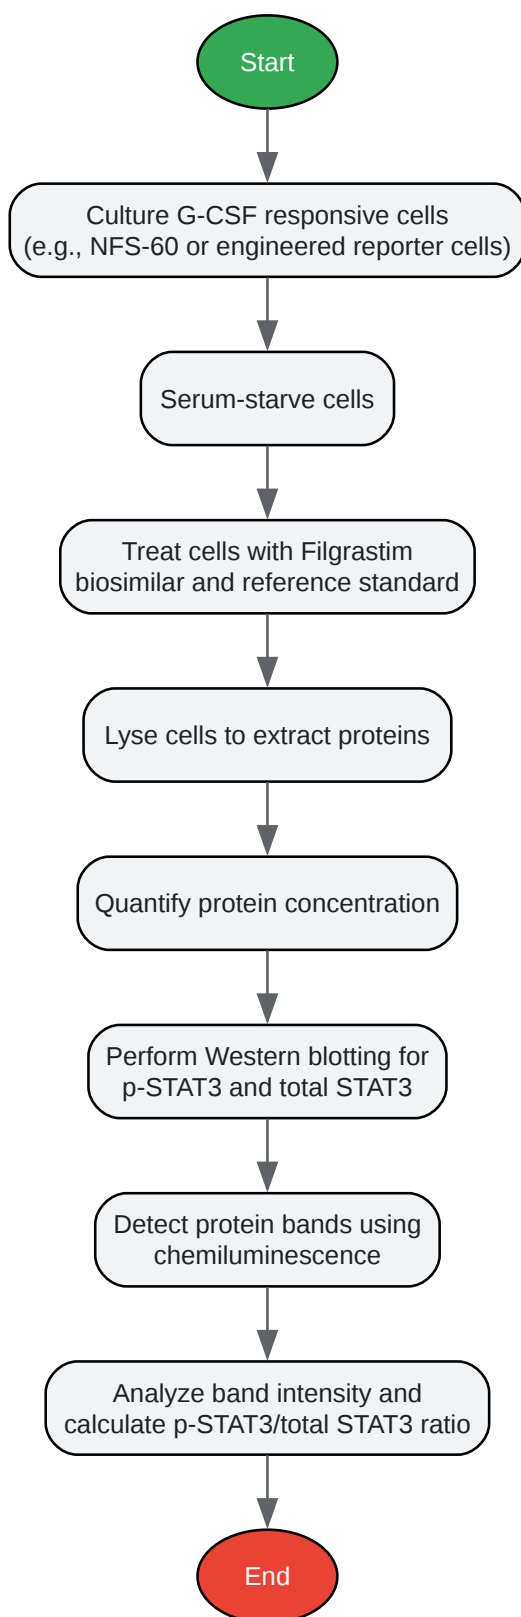 Start
Culture G-CSF responsive cells
(e.g., NFS-60 or engineered reporter cells)
Serum-starve cells
Treat cells with Filgrastim
biosimilar and reference standard
Lyse cells to extract proteins
Quantify protein concentration
Perform Western blotting for
p-STAT3 and total STAT3
Detect protein bands using
chemiluminescence
Analyze band intensity and
calculate p-STAT3/total STAT3 ratio
End